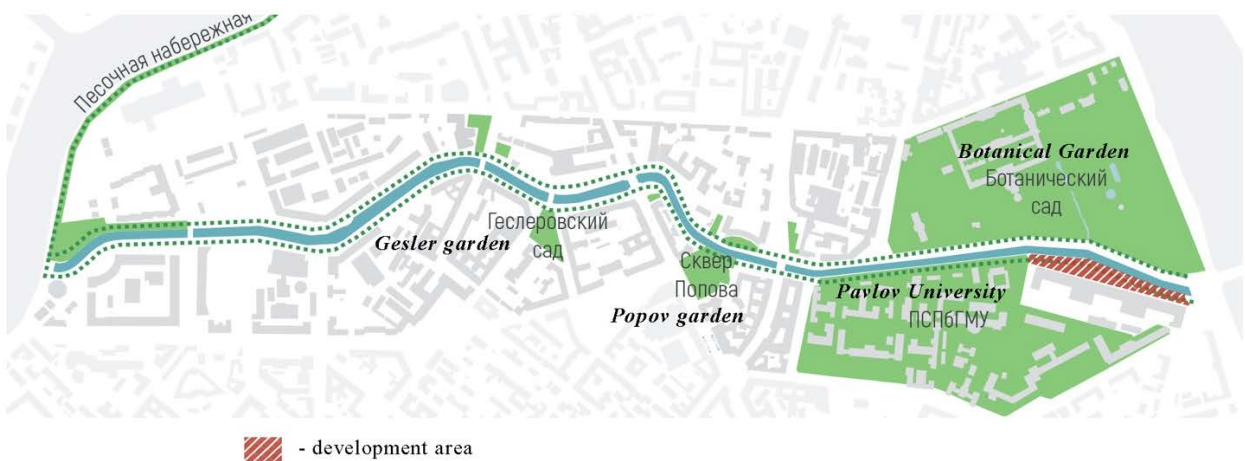 Песочная набережная
Botanical Garden
Ботанический
сад
Геслеровский
сад
Gesler garden
Сквер
Попова
Popov garden
Pavlov University
ПСПбГМУ
- development area